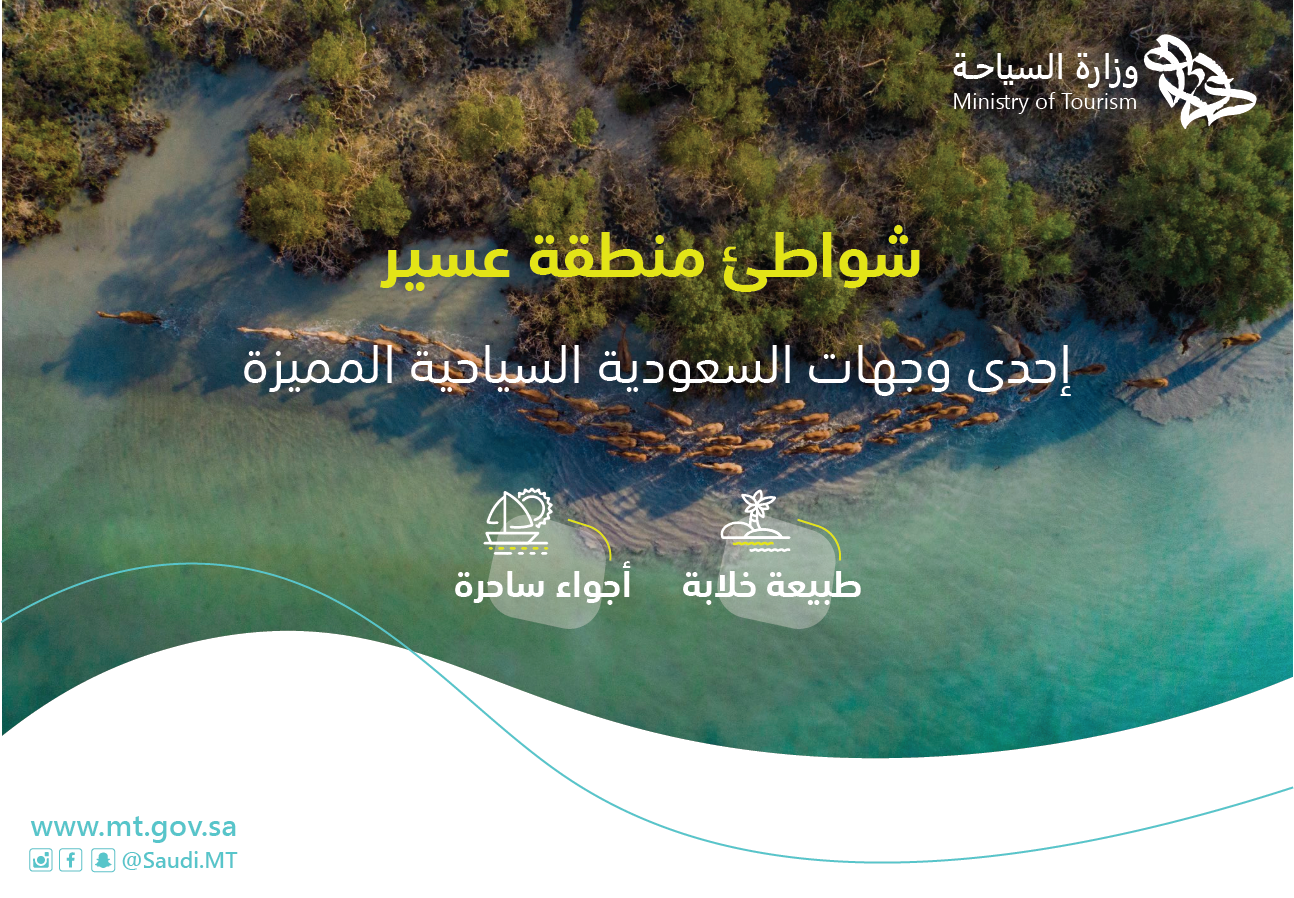 وزارة السياحة
Ministry of Tourism
شواطئ منطقة عسير
إحدى وجهات السعودية السياحية المميزة
طبيعة خلابة
أجواء ساحرة
www.mt.gov.sa
@Saudi.MT